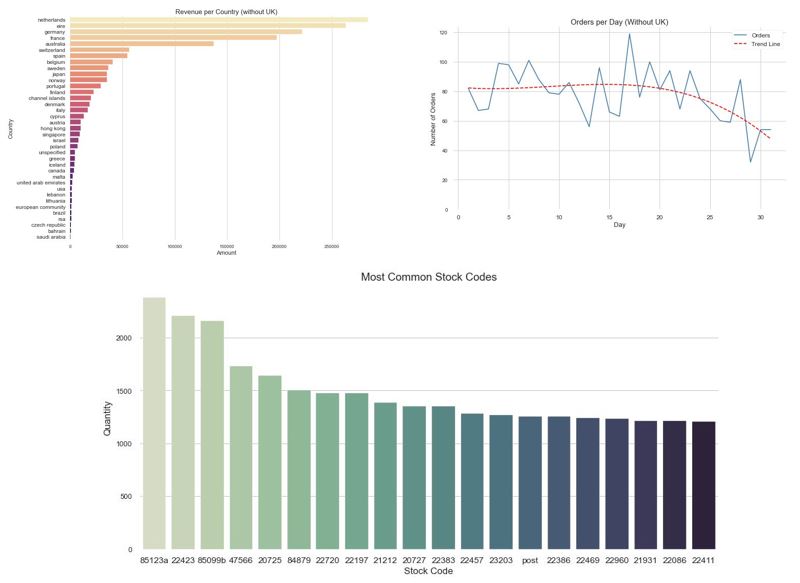 Revenue per Country (without UK)
netherlands
eire
germany
france
australia
switzerland
spain
belgium
sweden
japan
norway
portugal
finland
channel islands
denmark
italy
cyprus
austria
hong kong
singapore
israel
poland
unspecified
greece
iceland
canada
malta
united arab emirates
usa
lebanon
lithuania
european community
brazil
rsa
czech republic
bahrain
saudi arabia
Country
0 50000 100000 150000 200000 250000
Amount
Orders per Day (Without UK)
Orders
Trend Line
120
100
80
60
40
20
0
Number of Orders
0 5 10 15 20 25 30
Day
Most Common Stock Codes
2000
1500
1000
500
0
Quantity
85123a 22423 85099b 47566 20725 84879 22720 22197 21212 20727 22383 22457 23203 post 22386 22469 22960 21931 22086 22411
Stock Code